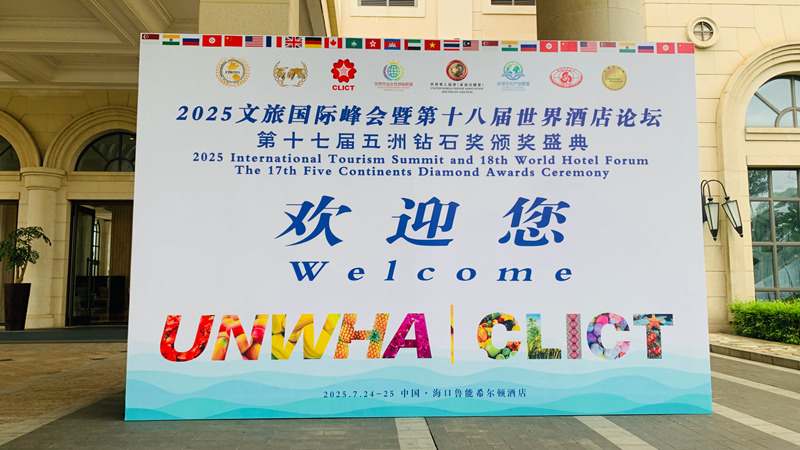 CLICT
2025文旅国际峰会暨第十八届世界酒店论坛
第十七届五洲钻石奖颁奖盛典
2025 International Tourism Summit and 18th World Hotel Forum
The 17th Five Continents Diamond Awards Ceremony
欢迎您
Welcome
UNWHA|CLICT
2025.7.24-25 中国·海口鲁能希尔顿酒店